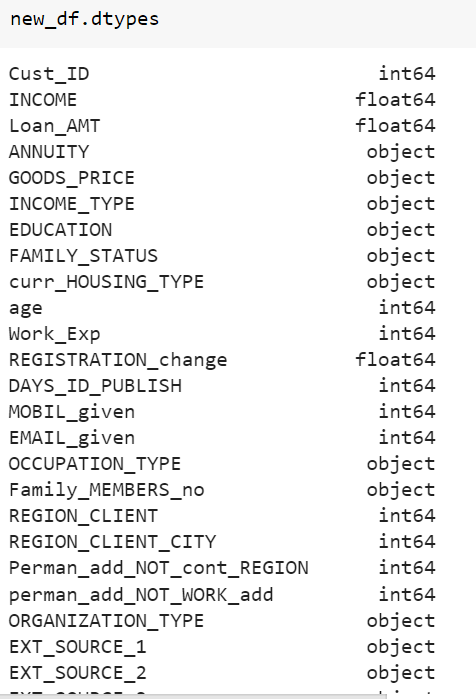 new_df.dtypes
Cust_ID int64
INCOME float64
Loan_AMT float64
ANNUITY object
GOODS_PRICE object
INCOME_TYPE object
EDUCATION object
FAMILY_STATUS object
curr_HOUSING_TYPE object
age int64
Work_Exp int64
REGISTRATION_change float64
DAYS_ID_PUBLISH int64
MOBIL_given int64
EMAIL_given int64
OCCUPATION_TYPE object
Family_MEMBERS_no object
REGION_CLIENT int64
REGION_CLIENT_CITY int64
Perman_add_NOT_cont_REGION int64
perman_add_NOT_WORK_add int64
ORGANIZATION_TYPE object
EXT_SOURCE_1 object
EXT_SOURCE_2 object